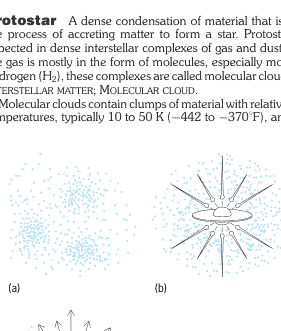 rotostar A dense condensation of material that is
e process of accreting matter to form a star. Protost
pected in dense interstellar complexes of gas and dust
e gas is mostly in the form of molecules, especially mo
drogen (H₂), these complexes are called molecular clou
TERSTELLAR MATTER; MOLECULAR CLOUD.
Molecular clouds contain clumps of material with relativ
mperatures, typically 10 to 50 K (−442 to −370°F), an
(a)
(b)